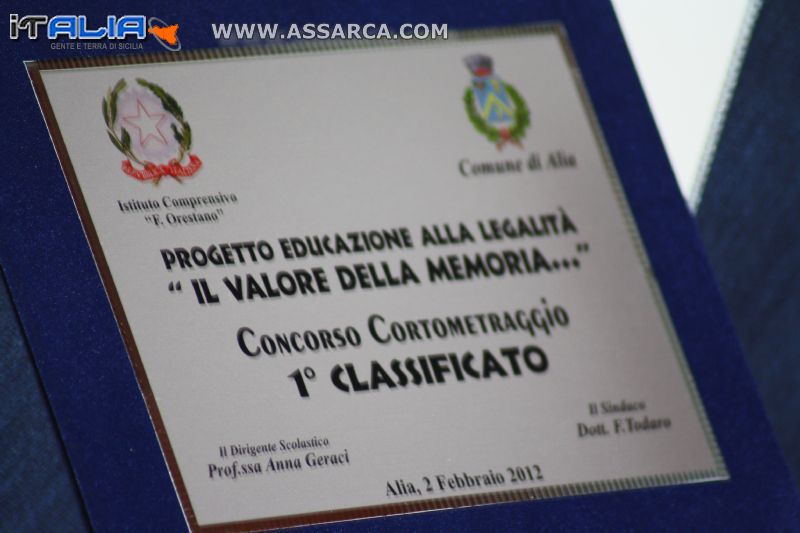 iTALIA
GENTE E TERRA DI SICILIA
WWW.ASSARCA.COM
Istituto Comprensivo
"F. Orestano"
Comune di Alia
PROGETTO EDUCAZIONE ALLA LEGALITÀ
" IL VALORE DELLA MEMORIA..."
CONCORSO CORTOMETRAGGIO
1° CLASSIFICATO
Il Dirigente Scolastico
Prof.ssa Anna Geraci
Il Sindaco
Dott. F.Todaro
Alia, 2 Febbraio 2012